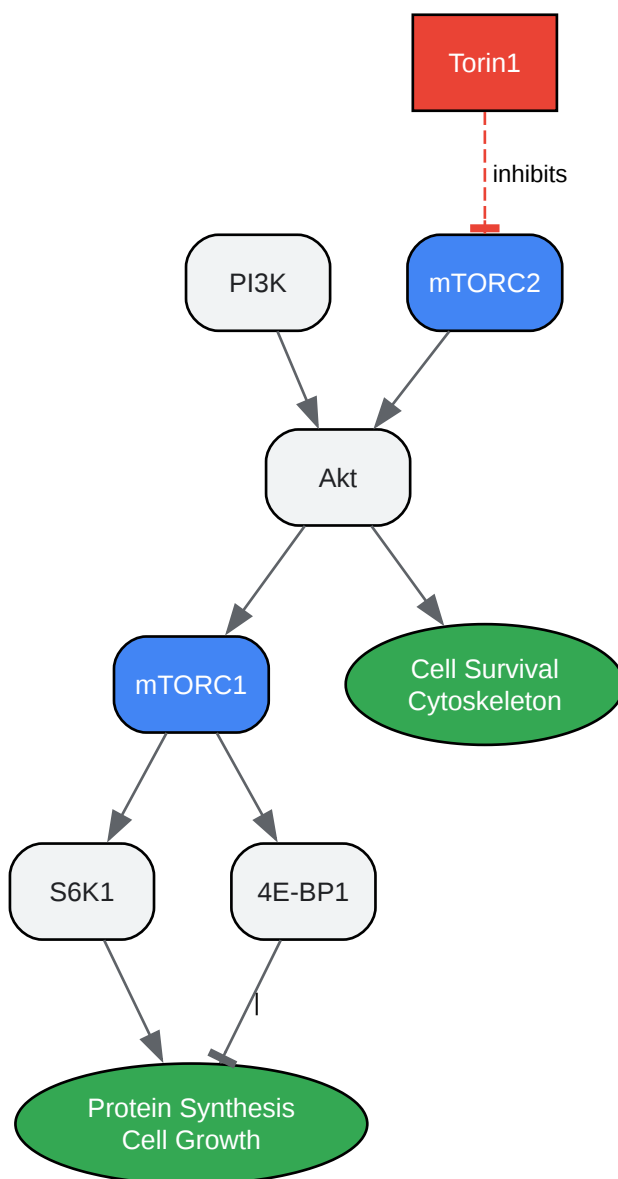 Torin1
inhibits
PI3K
mTORC2
Akt
mTORC1
Cell Survival
Cytoskeleton
S6K1
4E-BP1
|
Protein Synthesis
Cell Growth